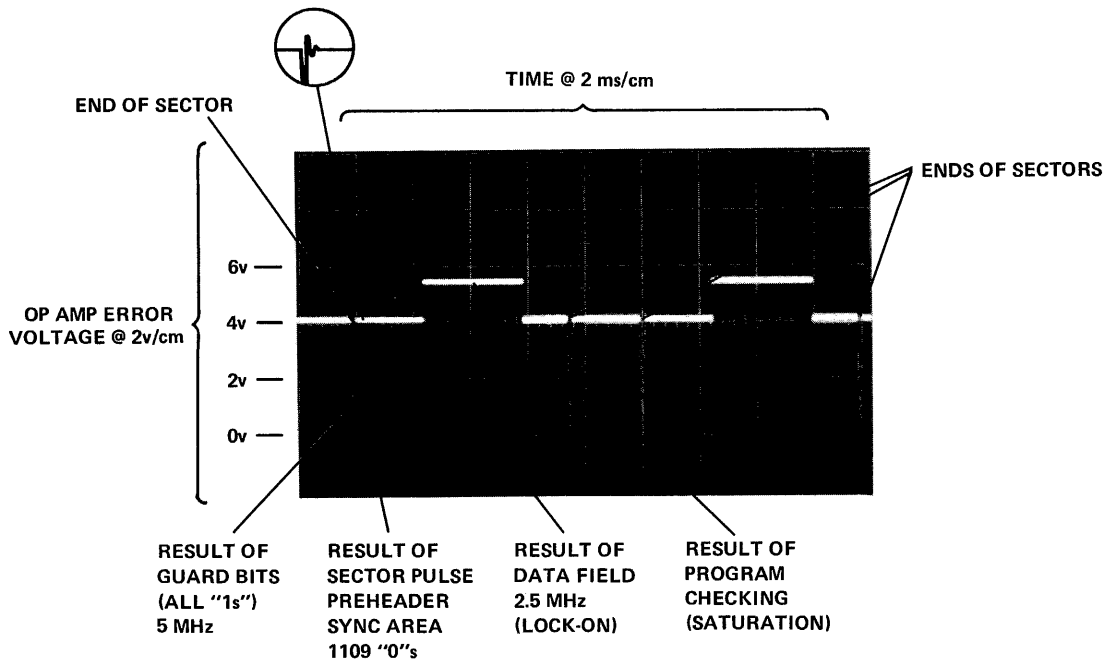 TIME @ 2 ms/cm
END OF SECTOR
ENDS OF SECTORS
6v
OP AMP ERROR
VOLTAGE @ 2v/cm
4v
2v
0v
RESULT OF
GUARD BITS
(ALL "1s")
5 MHz
RESULT OF
SECTOR PULSE
PREHEADER
SYNC AREA
1109 "0"s
RESULT OF
DATA FIELD
2.5 MHz
(LOCK-ON)
RESULT OF
PROGRAM
CHECKING
(SATURATION)